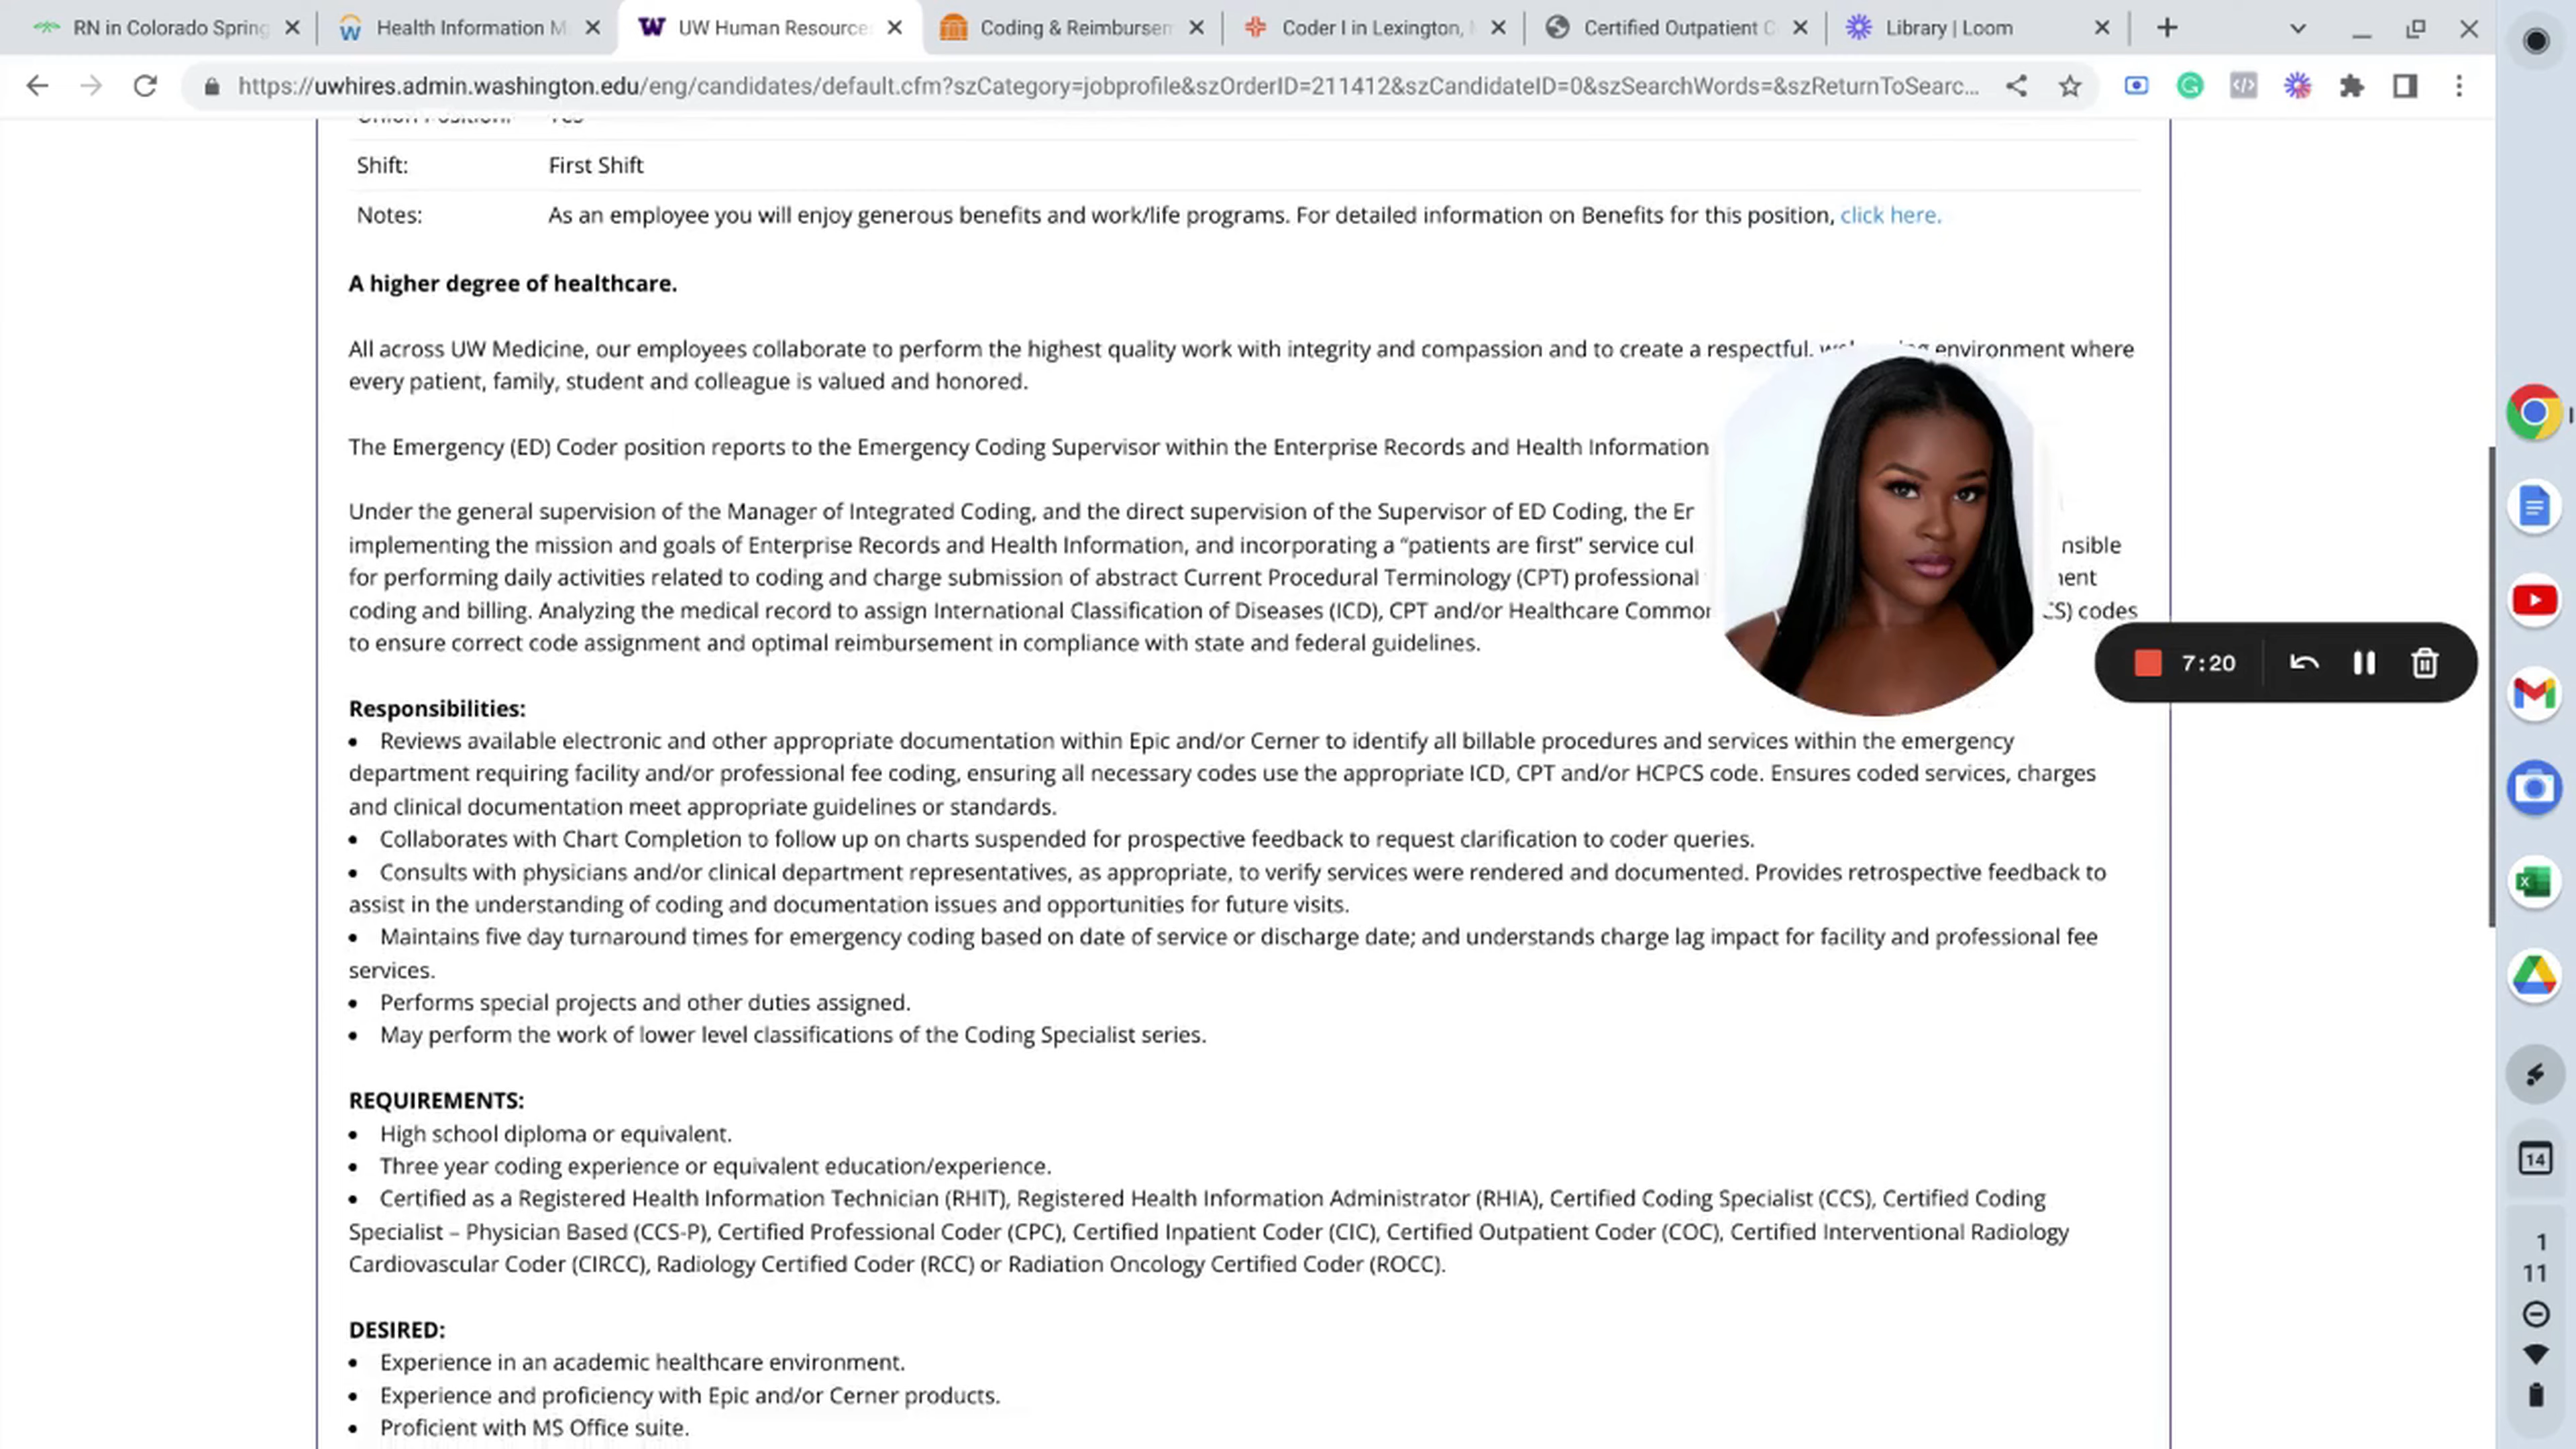 RN in Colorado Spring
Health Information M
UW Human Resource
Coding & Reimbursem
Coder I in Lexington,
Certified Outpatient C
Library | Loom
https://uwhires.admin.washington.edu/eng/candidates/default.cfm?szCategory=jobprofile&szOrderID=211412&szCandidateID=0&szSearchWords=&szReturnToSearc...
Union Position: Yes
Shift: First Shift
Notes: As an employee you will enjoy generous benefits and work/life programs. For detailed information on Benefits for this position, click here.
A higher degree of healthcare.
All across UW Medicine, our employees collaborate to perform the highest quality work with integrity and compassion and to create a respectful, environment where
every patient, family, student and colleague is valued and honored.
The Emergency (ED) Coder position reports to the Emergency Coding Supervisor within the Enterprise Records and Health Information
Under the general supervision of the Manager of Integrated Coding, and the direct supervision of the Supervisor of ED Coding, the Er
implementing the mission and goals of Enterprise Records and Health Information, and incorporating a “patients are first” service cul nsible
for performing daily activities related to coding and charge submission of abstract Current Procedural Terminology (CPT) professional ent
coding and billing. Analyzing the medical record to assign International Classification of Diseases (ICD), CPT and/or Healthcare Common CS) codes
to ensure correct code assignment and optimal reimbursement in compliance with state and federal guidelines.
7:20
Responsibilities:
• Reviews available electronic and other appropriate documentation within Epic and/or Cerner to identify all billable procedures and services within the emergency
department requiring facility and/or professional fee coding, ensuring all necessary codes use the appropriate ICD, CPT and/or HCPCS code. Ensures coded services, charges
and clinical documentation meet appropriate guidelines or standards.
• Collaborates with Chart Completion to follow up on charts suspended for prospective feedback to request clarification to coder queries.
• Consults with physicians and/or clinical department representatives, as appropriate, to verify services were rendered and documented. Provides retrospective feedback to
assist in the understanding of coding and documentation issues and opportunities for future visits.
• Maintains five day turnaround times for emergency coding based on date of service or discharge date; and understands charge lag impact for facility and professional fee
services.
• Performs special projects and other duties assigned.
• May perform the work of lower level classifications of the Coding Specialist series.
REQUIREMENTS:
• High school diploma or equivalent.
• Three year coding experience or equivalent education/experience.
• Certified as a Registered Health Information Technician (RHIT), Registered Health Information Administrator (RHIA), Certified Coding Specialist (CCS), Certified Coding
Specialist – Physician Based (CCS-P), Certified Professional Coder (CPC), Certified Inpatient Coder (CIC), Certified Outpatient Coder (COC), Certified Interventional Radiology
Cardiovascular Coder (CIRCC), Radiology Certified Coder (RCC) or Radiation Oncology Certified Coder (ROCC).
DESIRED:
• Experience in an academic healthcare environment.
• Experience and proficiency with Epic and/or Cerner products.
• Proficient with MS Office suite.
14
1
11